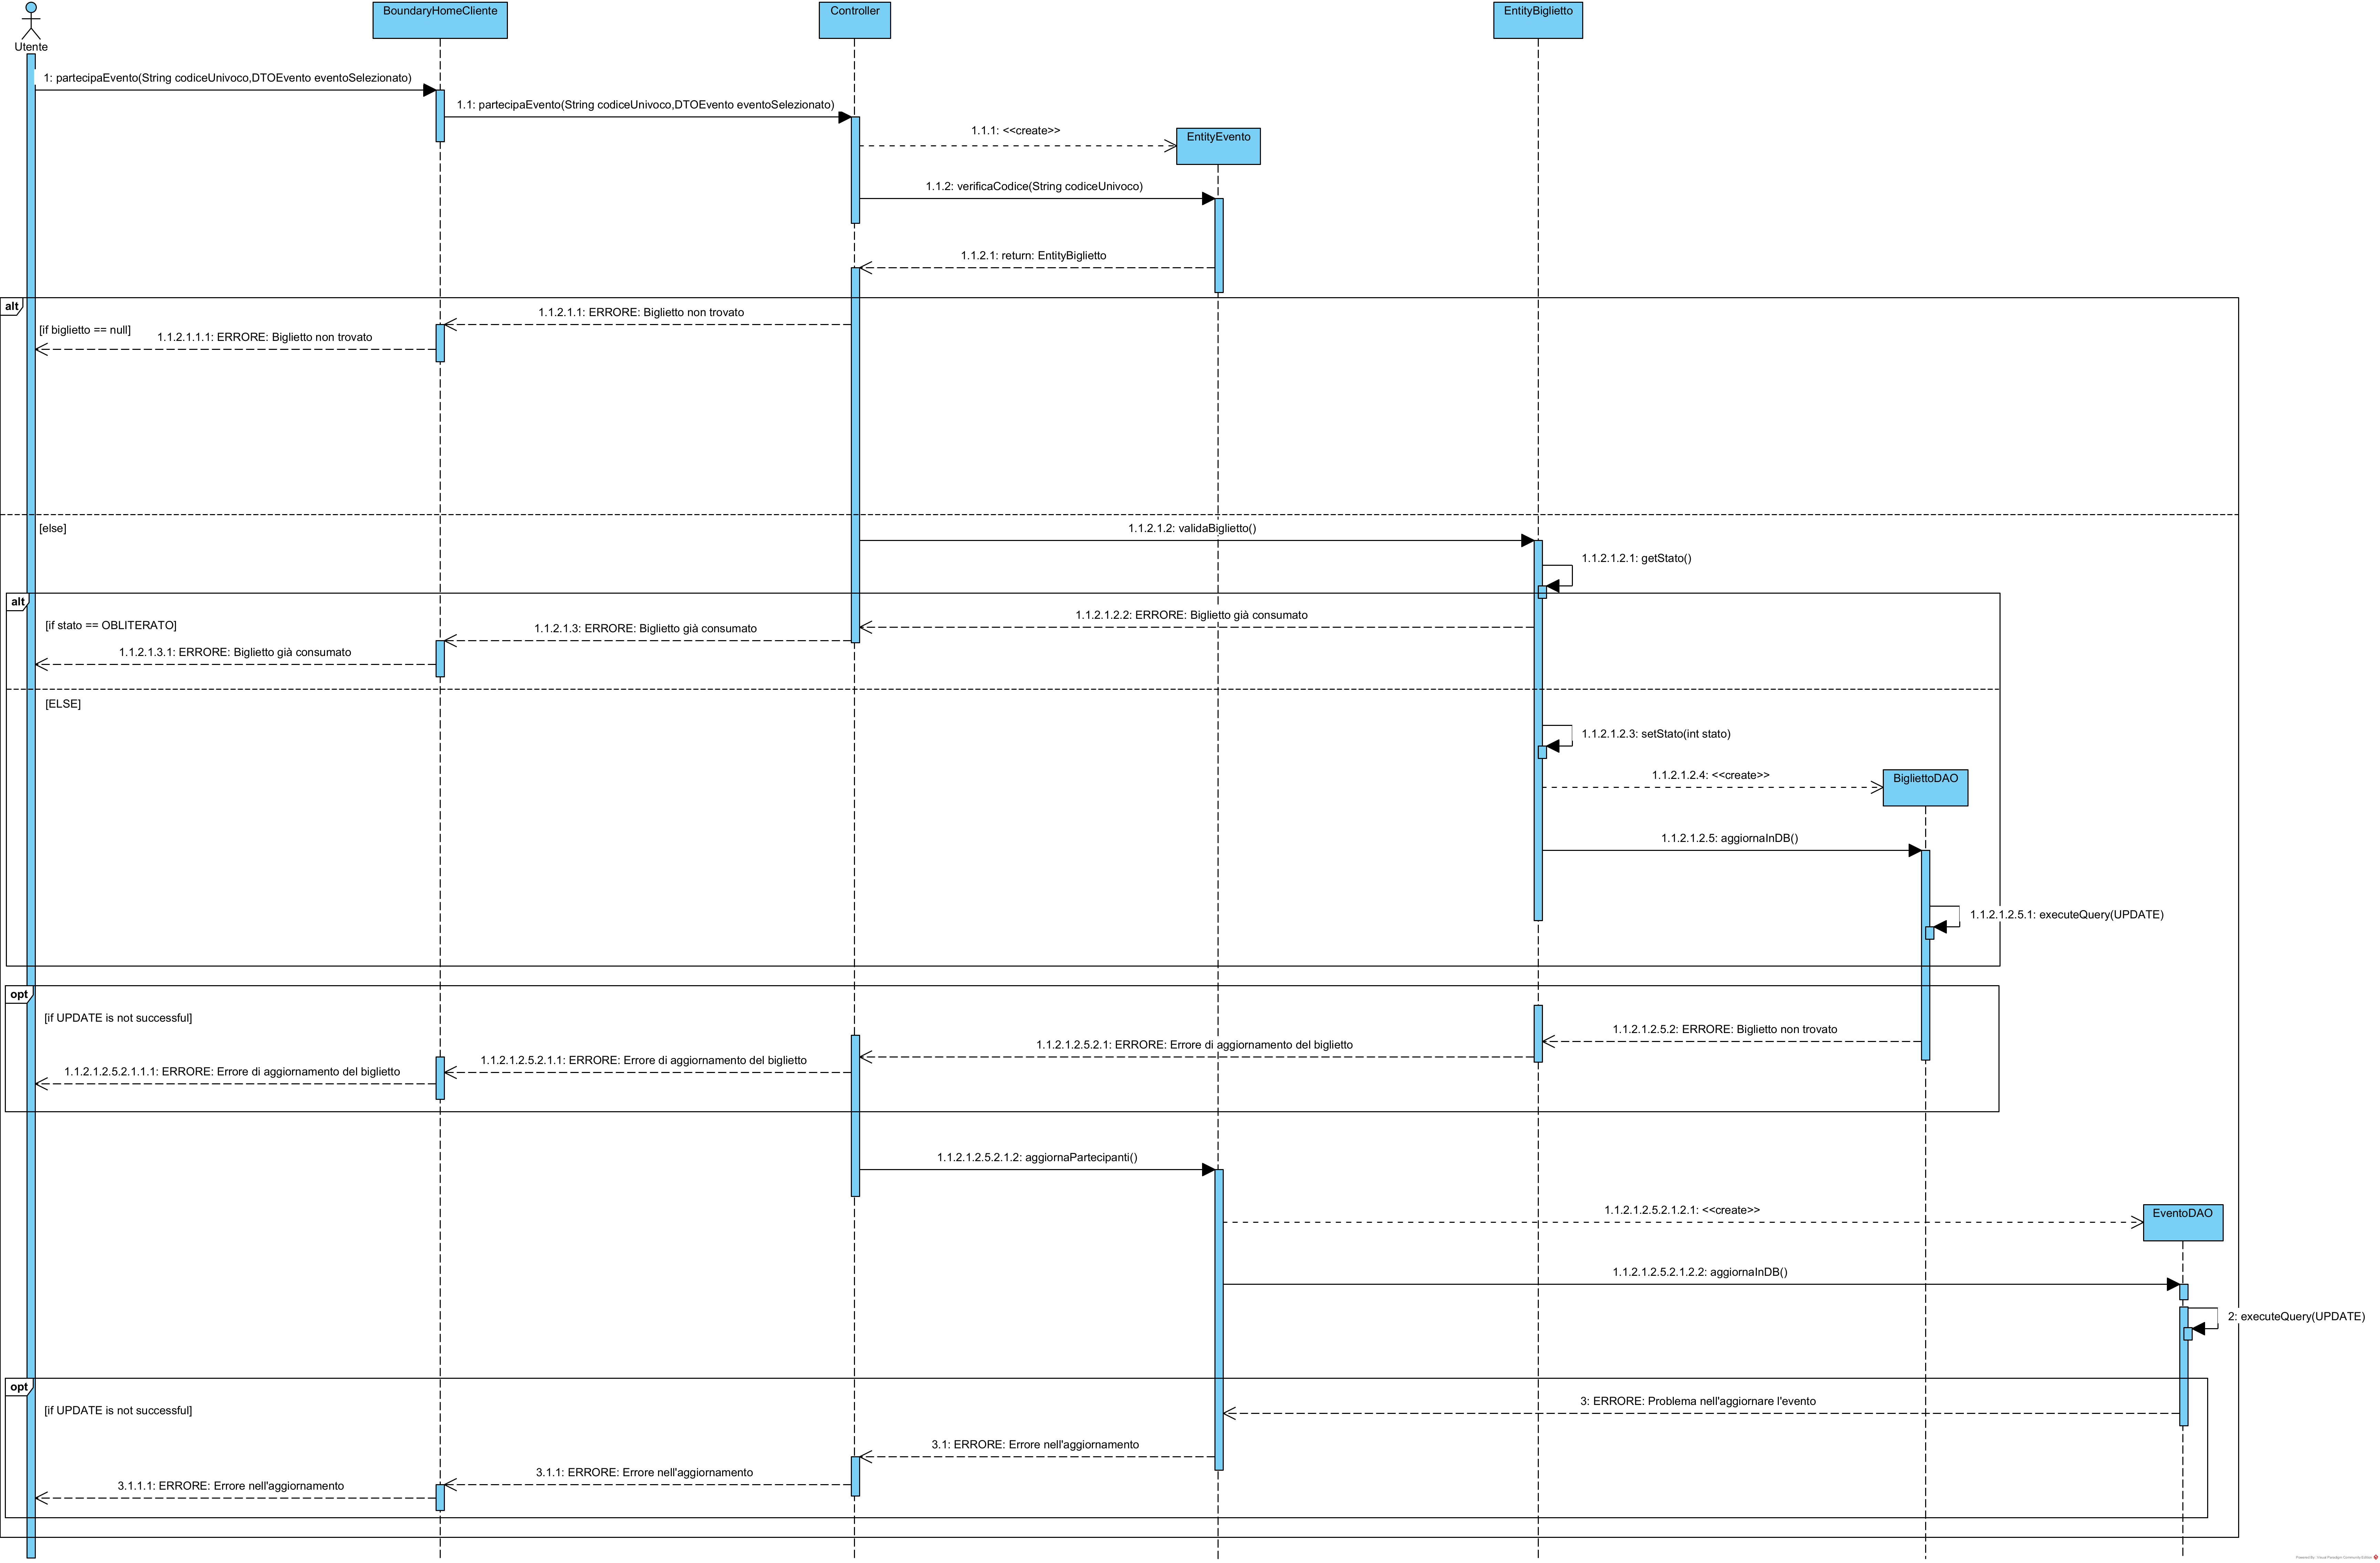 Utente
BoundaryHomeCliente
Controller
EntityBiglietto
1: partecipaEvento(String codiceUnivoco,DTOEvento eventoSelezionato)
1.1: partecipaEvento(String codiceUnivoco,DTOEvento eventoSelezionato)
1.1.1: <<create>>
EntityEvento
1.1.2: verificaCodice(String codiceUnivoco)
1.1.2.1: return: EntityBiglietto
alt
1.1.2.1.1: ERRORE: Biglietto non trovato
[if biglietto == null]
1.1.2.1.1.1: ERRORE: Biglietto non trovato
[else]
1.1.2.1.2: validaBiglietto()
1.1.2.1.2.1: getStato()
alt
1.1.2.1.2.2: ERRORE: Biglietto già consumato
[if stato == OBLITERATO]
1.1.2.1.3: ERRORE: Biglietto già consumato
1.1.2.1.3.1: ERRORE: Biglietto già consumato
[ELSE]
1.1.2.1.2.3: setStato(int stato)
1.1.2.1.2.4: <<create>>
BigliettoDAO
1.1.2.1.2.5: aggiornaInDB()
1.1.2.1.2.5.1: executeQuery(UPDATE)
opt
[if UPDATE is not successful]
1.1.2.1.2.5.2: ERRORE: Biglietto non trovato
1.1.2.1.2.5.2.1: ERRORE: Errore di aggiornamento del biglietto
1.1.2.1.2.5.2.1.1: ERRORE: Errore di aggiornamento del biglietto
1.1.2.1.2.5.2.1.1.1: ERRORE: Errore di aggiornamento del biglietto
1.1.2.1.2.5.2.1.2: aggiornaPartecipanti()
1.1.2.1.2.5.2.1.2.1: <<create>>
EventoDAO
1.1.2.1.2.5.2.1.2.2: aggiornaInDB()
2: executeQuery(UPDATE)
opt
[if UPDATE is not successful]
3: ERRORE: Problema nell'aggiornare l'evento
3.1: ERRORE: Errore nell'aggiornamento
3.1.1: ERRORE: Errore nell'aggiornamento
3.1.1.1: ERRORE: Errore nell'aggiornamento
Powered By Visual Paradigm Community Edition